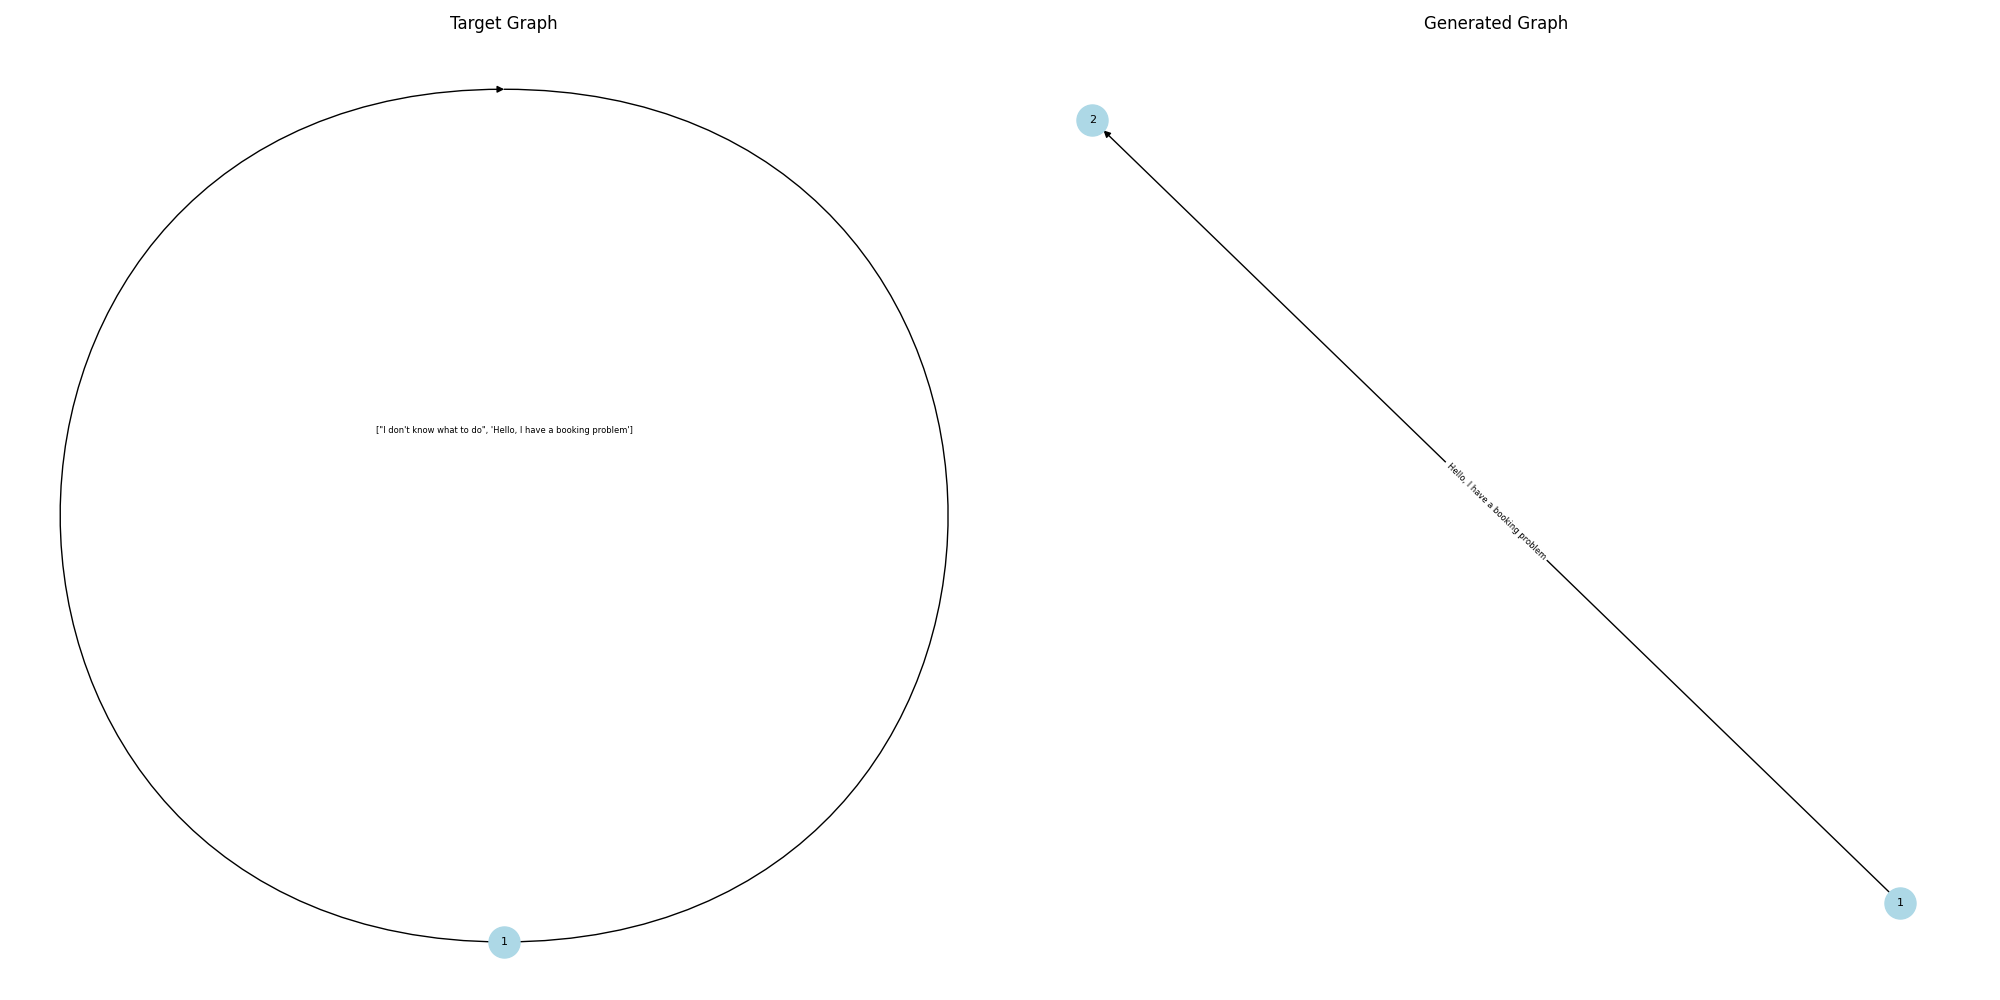 Target Graph
["I don't know what to do", 'Hello, I have a booking problem']
1
Generated Graph
2
Hello, I have a booking problem
1